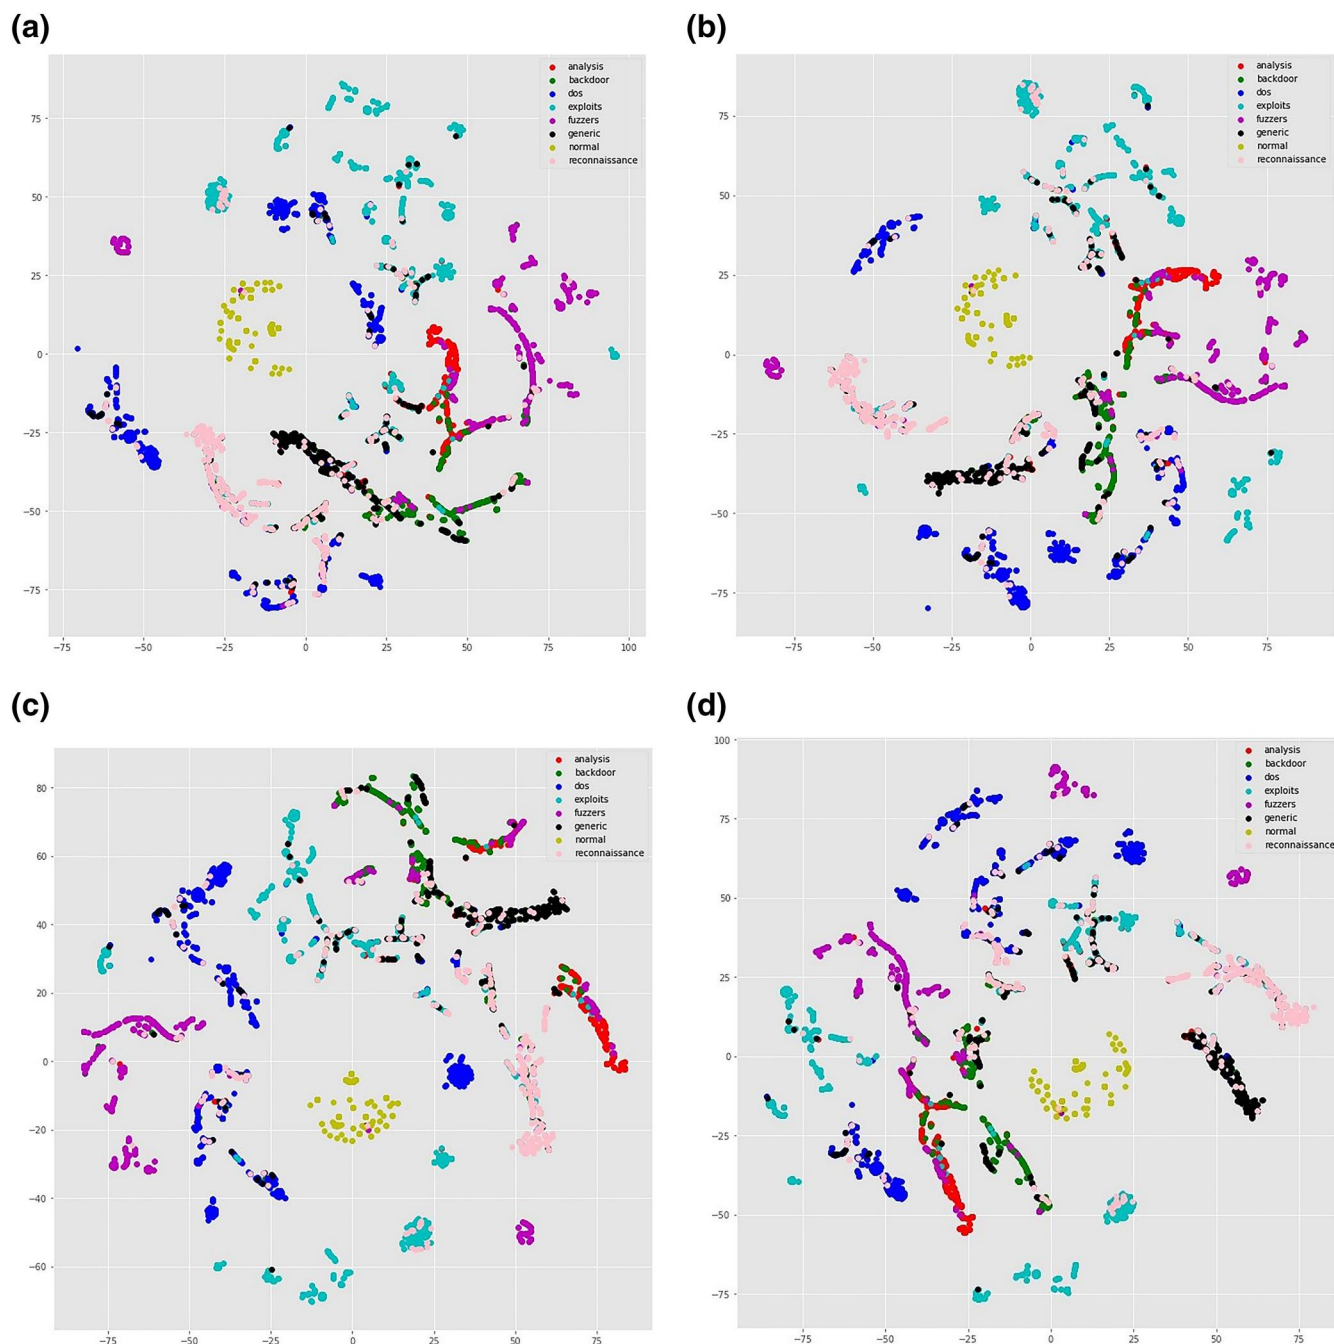 (a)
analysis
backdoor
dos
exploits
fuzzers
generic
normal
reconnaissance
75
50
25
0
−25
−50
−75
−75 −50 −25 0 25 50 75 100
(b)
analysis
backdoor
dos
exploits
fuzzers
generic
normal
reconnaissance
75
50
25
0
−25
−50
−75
−75 −50 −25 0 25 50 75
(c)
analysis
backdoor
dos
exploits
fuzzers
generic
normal
reconnaissance
80
60
40
20
0
−20
−40
−60
−75 −50 −25 0 25 50 75
(d)
analysis
backdoor
dos
exploits
fuzzers
generic
normal
reconnaissance
100
75
50
25
0
−25
−50
−75
−75 −50 −25 0 25 50 75